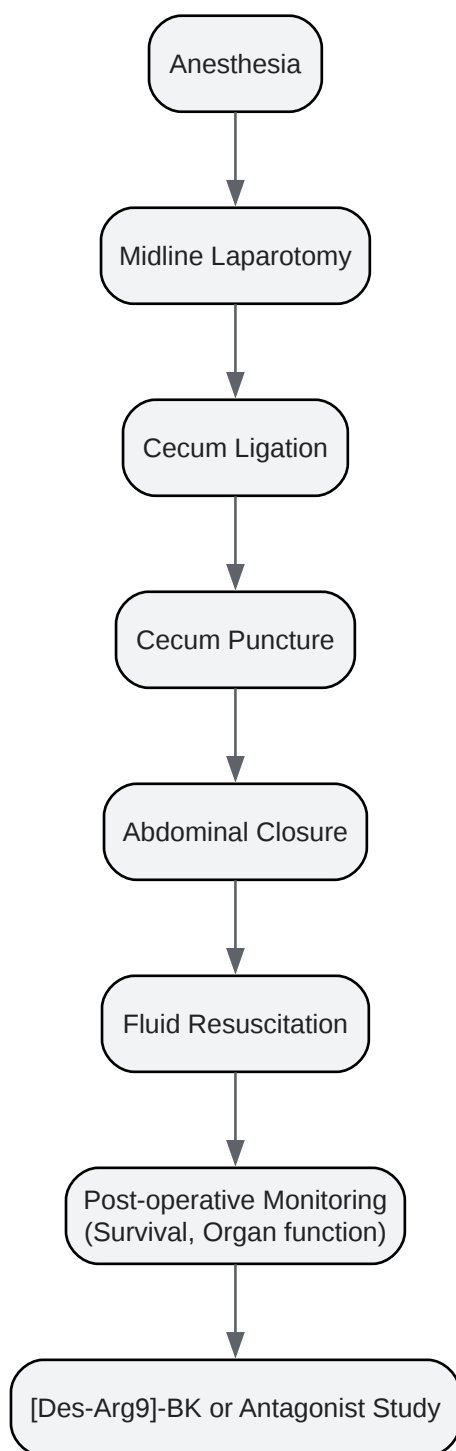 Anesthesia
Midline Laparotomy
Cecum Ligation
Cecum Puncture
Abdominal Closure
Fluid Resuscitation
Post-operative Monitoring
(Survival, Organ function)
[Des-Arg9]-BK or Antagonist Study